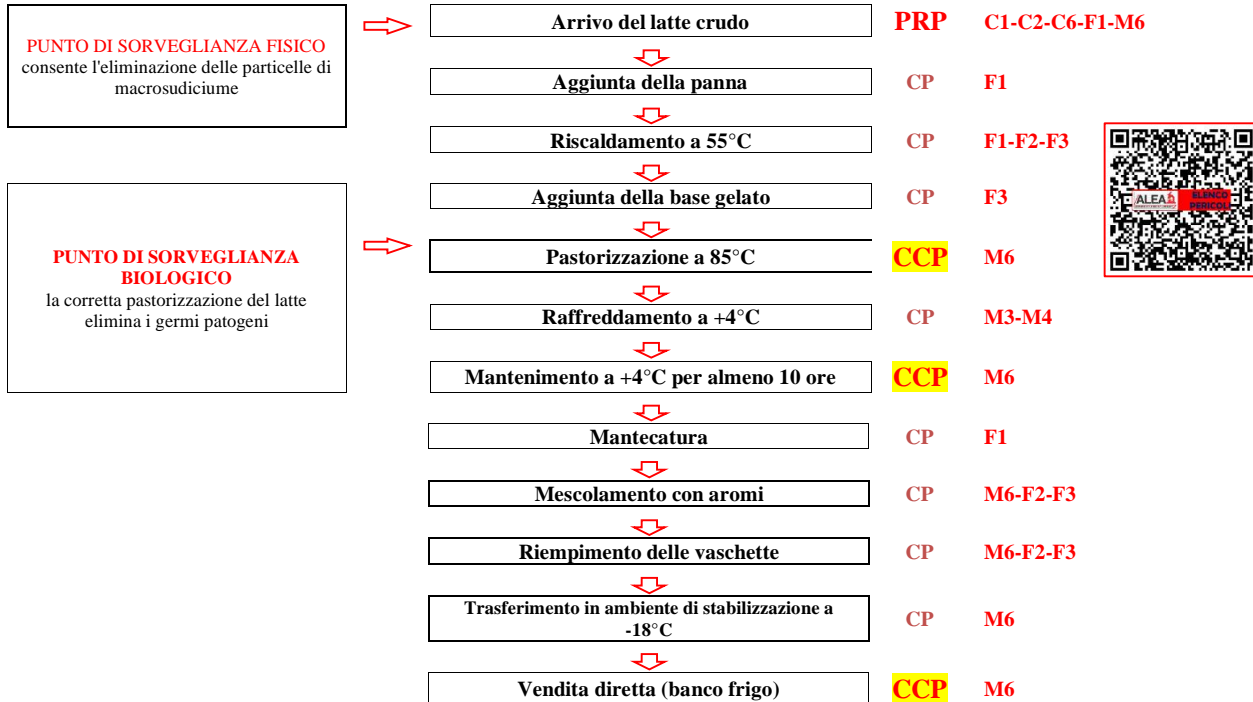 PUNTO DI SORVEGLIANZA FISICO
consente l'eliminazione delle particelle di
macrosudiciume
Arrivo del latte crudo PRP C1-C2-C6-F1-M6
Aggiunta della panna CP F1
Riscaldamento a 55°C CP F1-F2-F3
Aggiunta della base gelato CP F3
ALEA ELENCO
PERICOLI
PUNTO DI SORVEGLIANZA
BIOLOGICO
la corretta pastorizzazione del latte
elimina i germi patogeni
Pastorizzazione a 85°C CCP M6
Raffreddamento a +4°C CP M3-M4
Mantenimento a +4°C per almeno 10 ore CCP M6
Mantecatura CP F1
Mescolamento con aromi CP M6-F2-F3
Riempimento delle vaschette CP M6-F2-F3
Trasferimento in ambiente di stabilizzazione a
-18°C CP M6
Vendita diretta (banco frigo) CCP M6